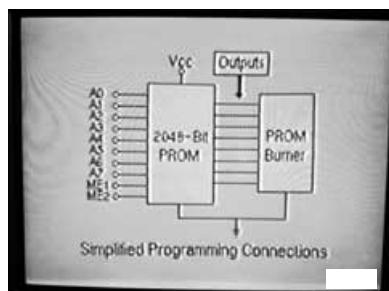 Vcc
Outputs
A0
A1
A2
A3
A4
A5
A6
A7
ME1
ME2
2048-Bit
PROM
PROM
Burner
Simplified Programming Connections